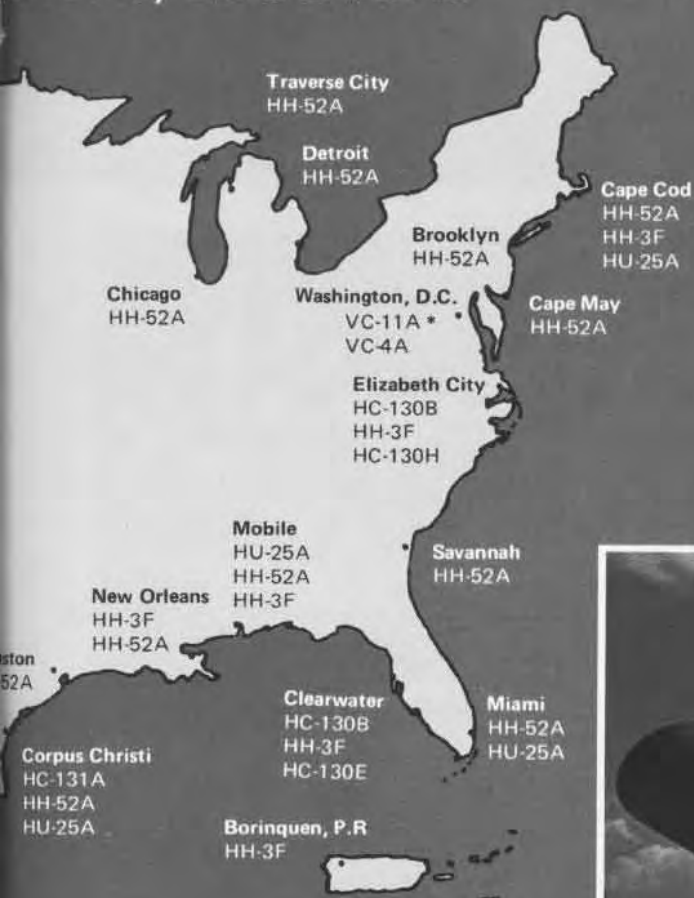 Traverse City
HH-52A
Detroit
HH-52A
Cape Cod
HH-52A
HH-3F
HU-25A
Brooklyn
HH-52A
Chicago
HH-52A
Washington, D.C.
VC-11A *
VC-4A
Cape May
HH-52A
Elizabeth City
HC-130B
HH-3F
HC-130H
Mobile
HU-25A
HH-52A
HH-3F
Savannah
HH-52A
New Orleans
HH-3F
HH-52A
ston
52A
Clearwater
HC-130B
HH-3F
HC-130E
Miami
HH-52A
HU-25A
Corpus Christi
HC-131A
HH-52A
HU-25A
Borinquen, P.R
HH-3F